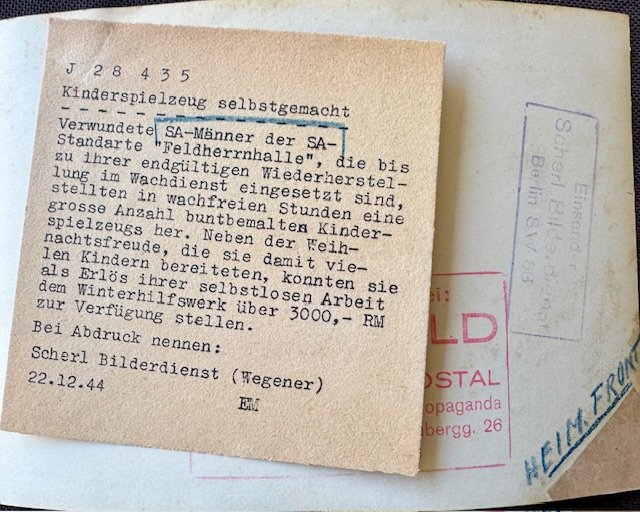 J 28 435
Kinderspielzeug selbstgemacht
Verwundete SA-Männer der SA-
Standarte "Feldherrnhalle", die bis
zu ihrer endgültigen Wiederherstel-
lung im Wachdienst eingesetzt sind,
stellten in wachfreien Stunden eine
grosse Anzahl buntbemalten Kinder-
spielzeugs her. Neben der Weih-
nachtsfreude, die sie damit vie-
len Kindern bereiteten, konnten sie
als Erlös ihrer selbstlosen Arbeit
dem Winterhilfswerk über 3000,- RM
zur Verfügung stellen.
Bei Abdruck nennen:
Scherl Bilderdienst (Wegener)
22.12.44
EM
Scherl Bilderdienst
Berlin SW 68
ei:
LD
OSTAL
opaganda
bergg. 26
HEIM. FRONT